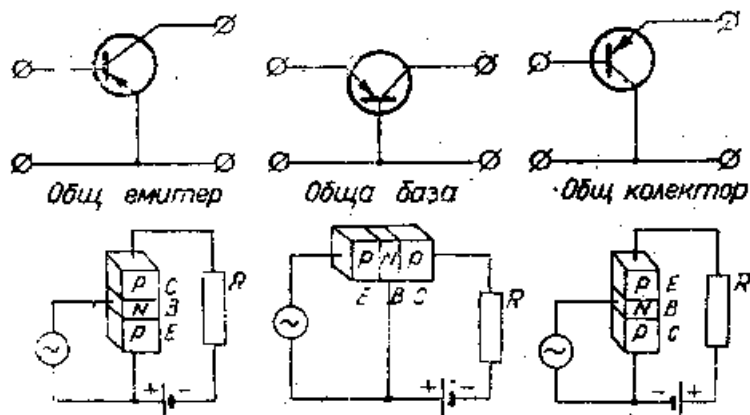 Общ емитер
Обща база
Общ колектор
P C
N B
P E
R
+ -
P N P
E B C
R
+ -
P E
N B
P C
R
- +